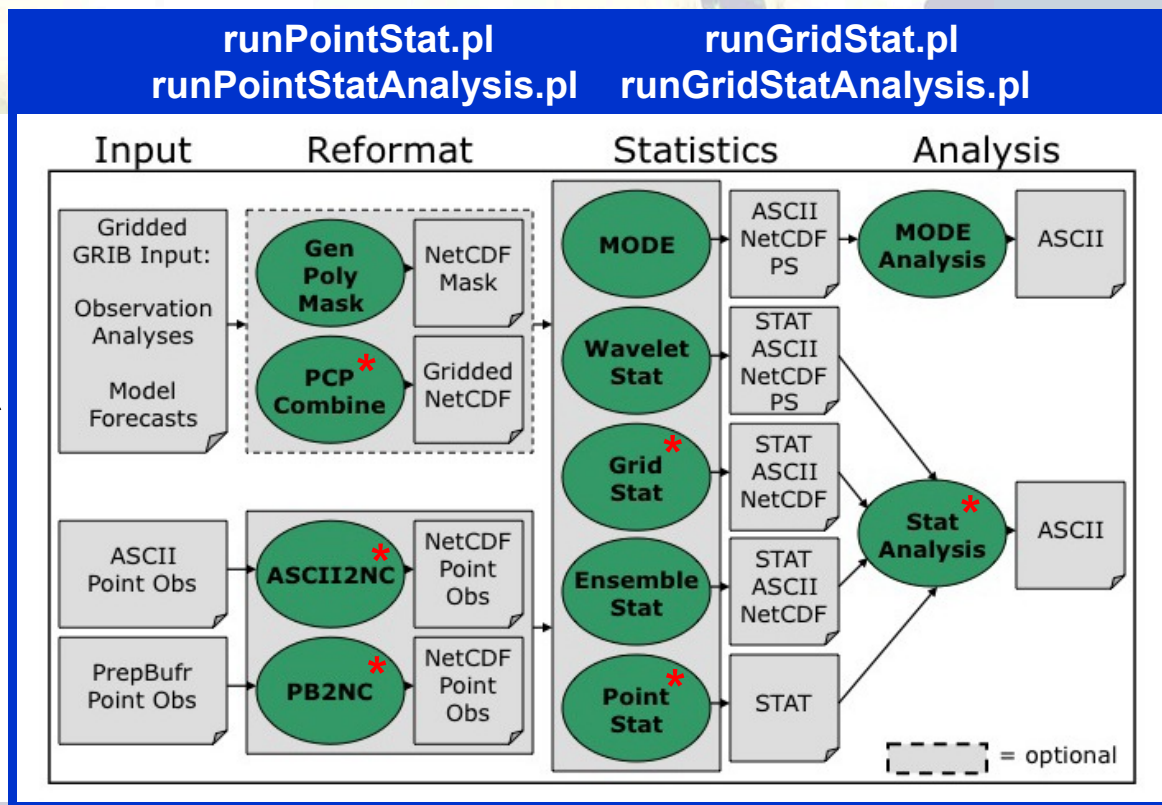 runPointStat.pl runGridStat.pl
runPointStatAnalysis.pl runGridStatAnalysis.pl
Input Reformat Statistics Analysis
Gridded
GRIB Input:
Observation
Analyses
Model
Forecasts
Gen
Poly
Mask
NetCDF
Mask
PCP *
Combine
Gridded
NetCDF
ASCII
Point Obs
ASCII2NC *
NetCDF
Point
Obs
PrepBufr
Point Obs
PB2NC *
NetCDF
Point
Obs
MODE
ASCII
NetCDF
PS
MODE
Analysis
ASCII
Wavelet
Stat
STAT
ASCII
NetCDF
PS
Grid *
Stat
STAT
ASCII
NetCDF
Ensemble
Stat
STAT
ASCII
NetCDF
Point *
Stat
STAT
Stat *
Analysis
ASCII
= optional